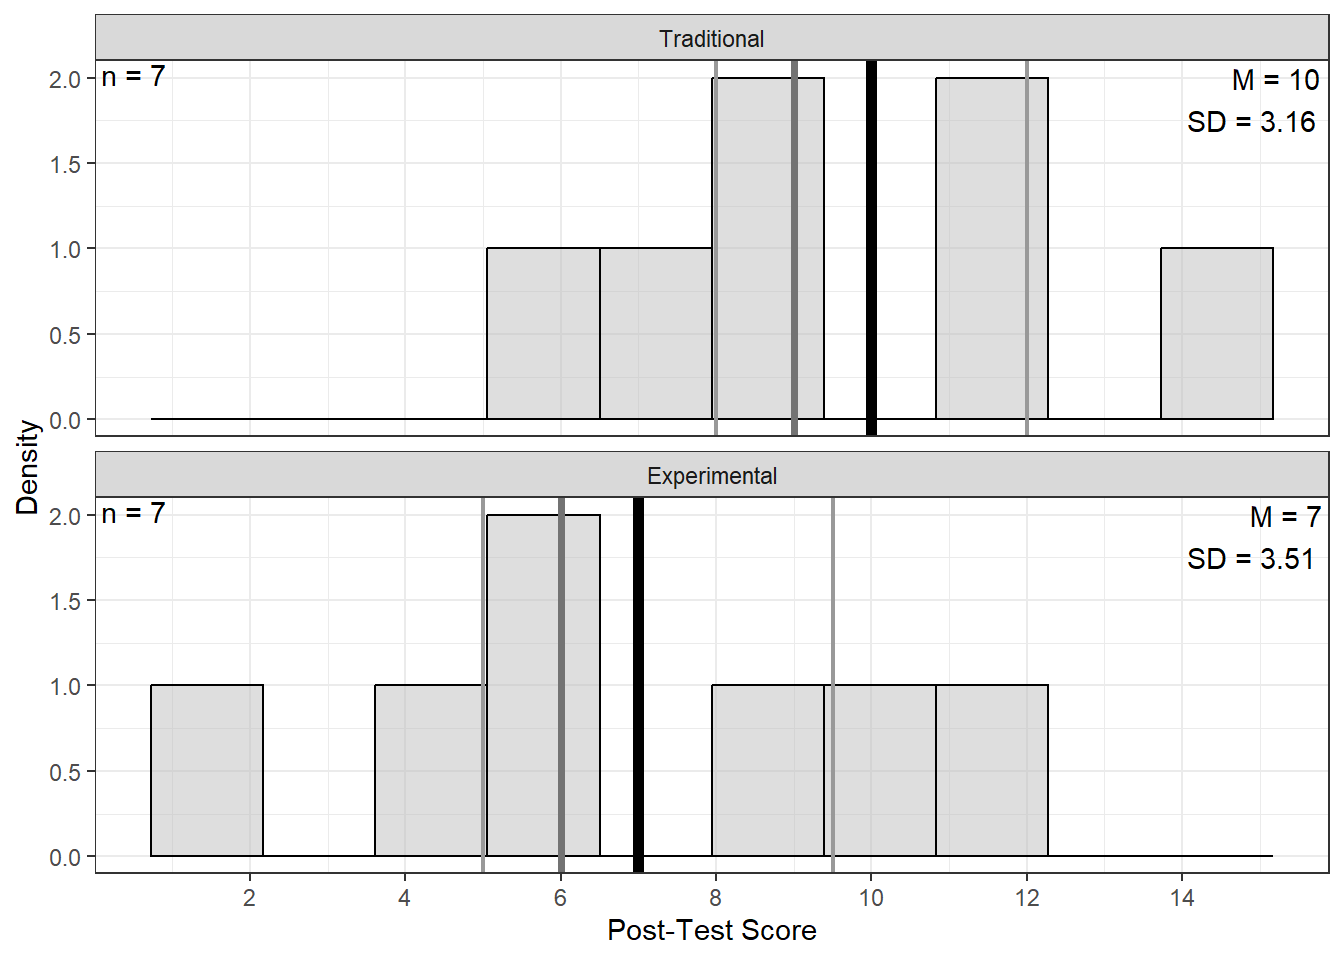 Traditional
n = 7
M = 10
SD = 3.16
2.0
1.5
1.0
0.5
0.0
Density
Experimental
n = 7
M = 7
SD = 3.51
2.0
1.5
1.0
0.5
0.0
2 4 6 8 10 12 14
Post-Test Score